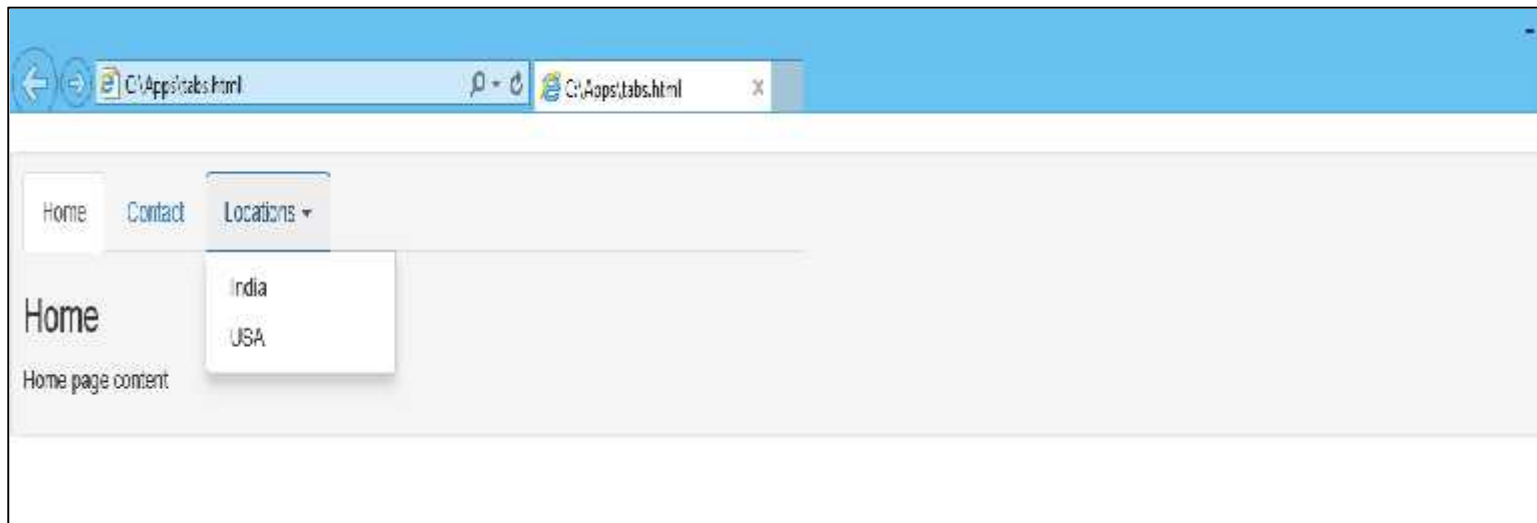 C:\Apps\tabs.html
C:\Apps\tabs.html
Home Contact Locations
India
USA
Home
Home page content